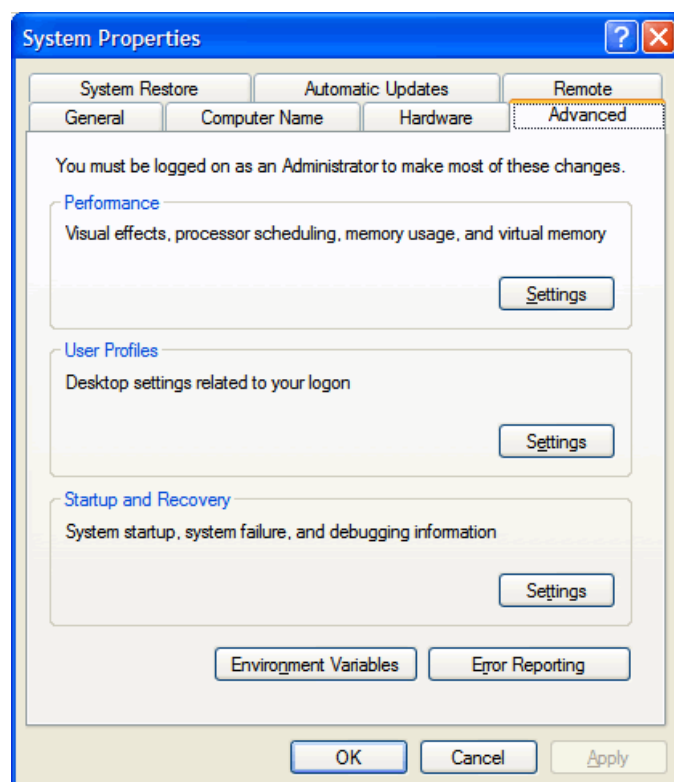 System Properties
System Restore
Automatic Updates
Remote
General
Computer Name
Hardware
Advanced
You must be logged on as an Administrator to make most of these changes.
Performance
Visual effects, processor scheduling, memory usage, and virtual memory
Settings
User Profiles
Desktop settings related to your logon
Settings
Startup and Recovery
System startup, system failure, and debugging information
Settings
Environment Variables
Error Reporting
OK
Cancel
Apply